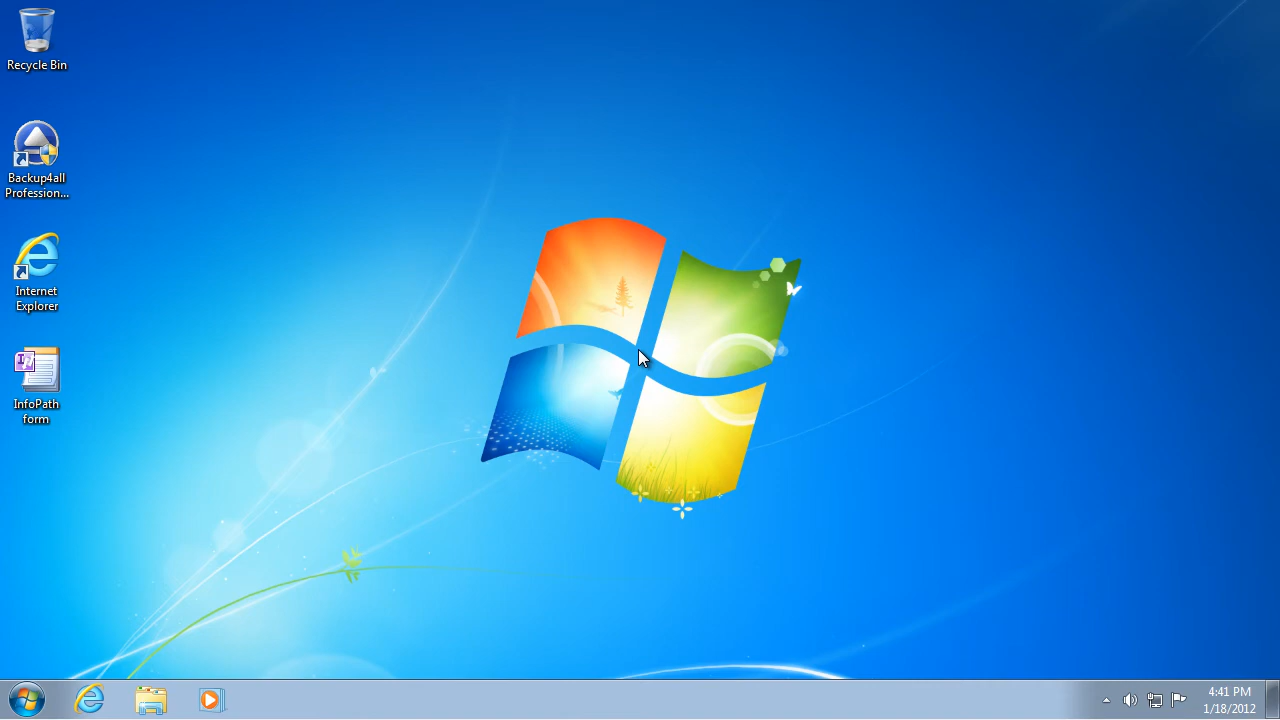 Recycle Bin
Backup4all
Profession...
Internet
Explorer
InfoPath
form
4:41 PM
1/18/2012